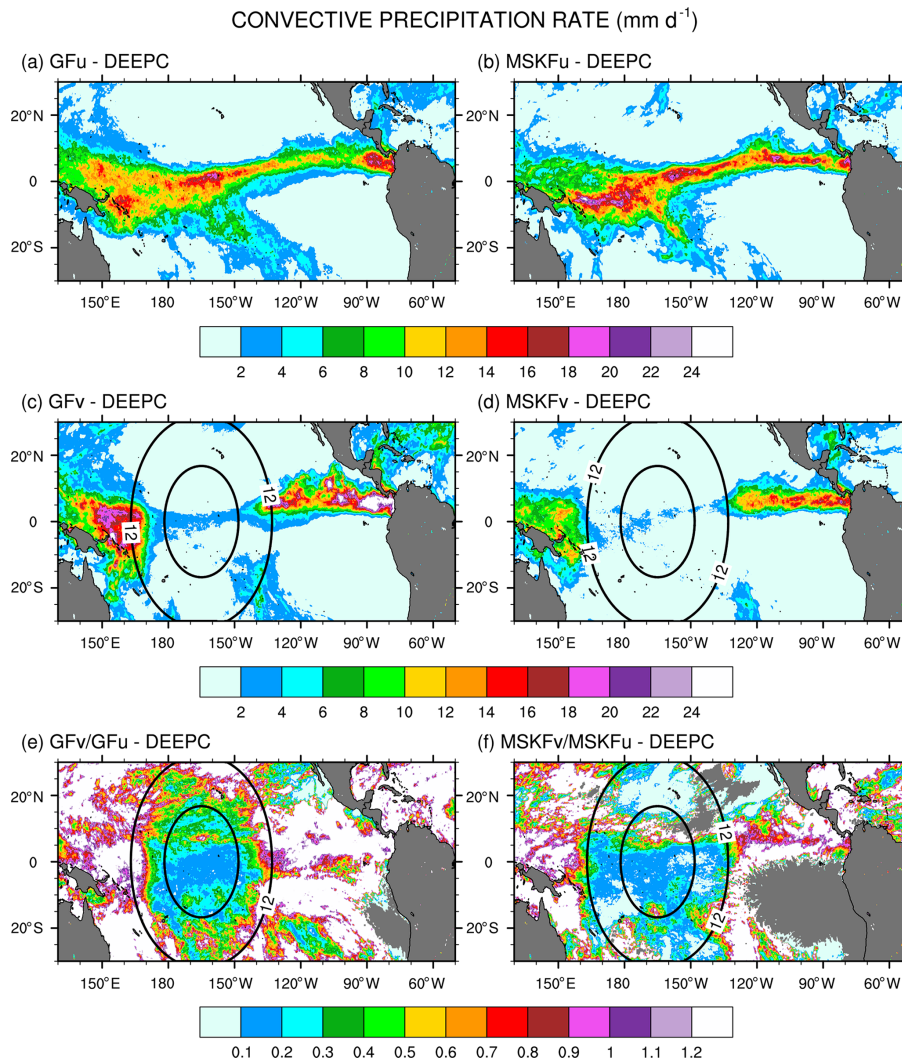 CONVECTIVE PRECIPITATION RATE (mm d⁻¹)
(a) GFu - DEEPC (b) MSKFu - DEEPC
20°N 20°N
0 0
20°S 20°S
150°E 180 150°W 120°W 90°W 60°W 150°E 180 150°W 120°W 90°W 60°W
2 4 6 8 10 12 14 16 18 20 22 24
(c) GFv - DEEPC (d) MSKFv - DEEPC
20°N 20°N
12 12
0 12 0
12 12
20°S 20°S
150°E 180 150°W 120°W 90°W 60°W 150°E 180 150°W 120°W 90°W 60°W
2 4 6 8 10 12 14 16 18 20 22 24
(e) GFv/GFu - DEEPC (f) MSKFv/MSKFu - DEEPC
20°N 20°N
12
0 0
12
20°S 20°S
150°E 180 150°W 120°W 90°W 60°W 150°E 180 150°W 120°W 90°W 60°W
0.1 0.2 0.3 0.4 0.5 0.6 0.7 0.8 0.9 1 1.1 1.2